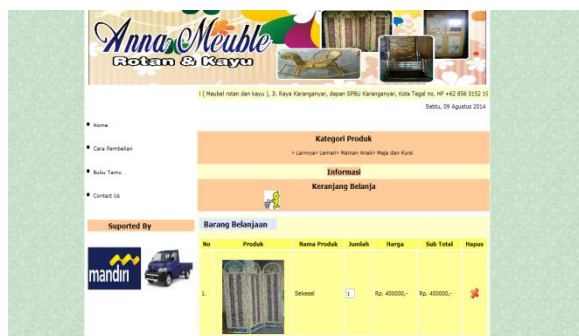 Anna Meuble
Rotan & Kayu
( Meubel rotan dan kayu ), Jl. Raya Karanganyar, depan SPBU Karanganyar, Kota Tegal no. HP +62 856 0152
Sabtu, 09 Agustus 2014
Home
Cara Pembelian
Buku Tamu
Contact Us
Kategori Produk
> Lainnya> Lemari> Mainan Anak> Meja dan Kursi
Informasi
Keranjang Belanja
Suported By
mandiri
Barang Belanjaan
No Produk Nama Produk Jumlah Harga Sub Total Hapus
1. Sekesel 1 Rp. 400000,- Rp. 400000,-